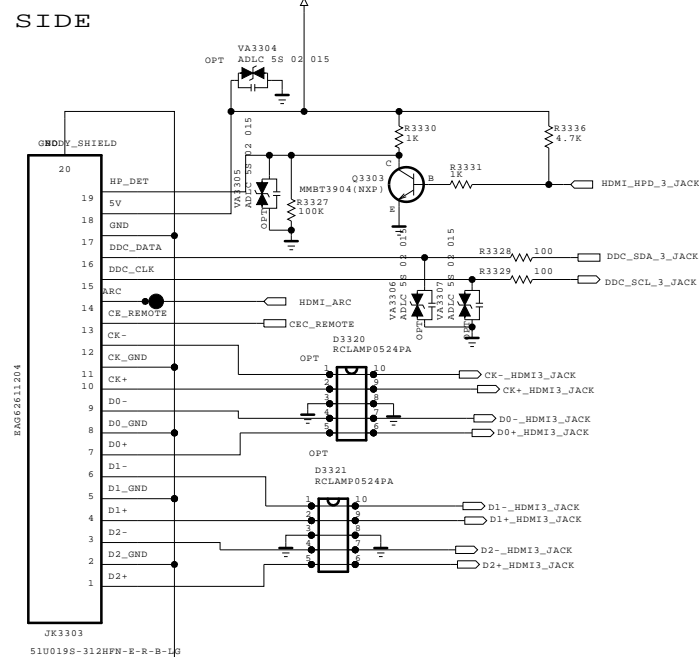 SIDE
VA3304
OPT ADLC 5S 02 015
R3330
1K
R3336
4.7K
BODY_SHIELD
20
VA3305
ADLC 5S 02 015
OPT
R3327
100K
C
Q3303
MMBT3904(NXP)
B
E
R3331
1K
HDMI_HPD_3_JACK
HP_DET
19
5V
18
GND
17
DDC_DATA
16
DDC_CLK
15
ARC
14
CE_REMOTE
13
CK-
12
CK_GND
11
CK+
10
D0-
9
D0_GND
8
D0+
7
D1-
6
D1_GND
5
D1+
4
D2-
3
D2_GND
2
D2+
1
R3328 100
DDC_SDA_3_JACK
R3329 100
DDC_SCL_3_JACK
VA3306
ADLC 5S 02 015
OPT
VA3307
ADLC 5S 02 015
OPT
HDMI_ARC
CEC_REMOTE
D3320
RCLAMP0524PA
OPT
1 10
2 9
3 8
4 7
5 6
CK-_HDMI3_JACK
CK+_HDMI3_JACK
D0-_HDMI3_JACK
D0+_HDMI3_JACK
OPT
D3321
RCLAMP0524PA
1 10
2 9
3 8
4 7
5 6
D1-_HDMI3_JACK
D1+_HDMI3_JACK
D2-_HDMI3_JACK
D2+_HDMI3_JACK
EAG62611204
JK3303
51U019S-312HFN-E-R-B-LG